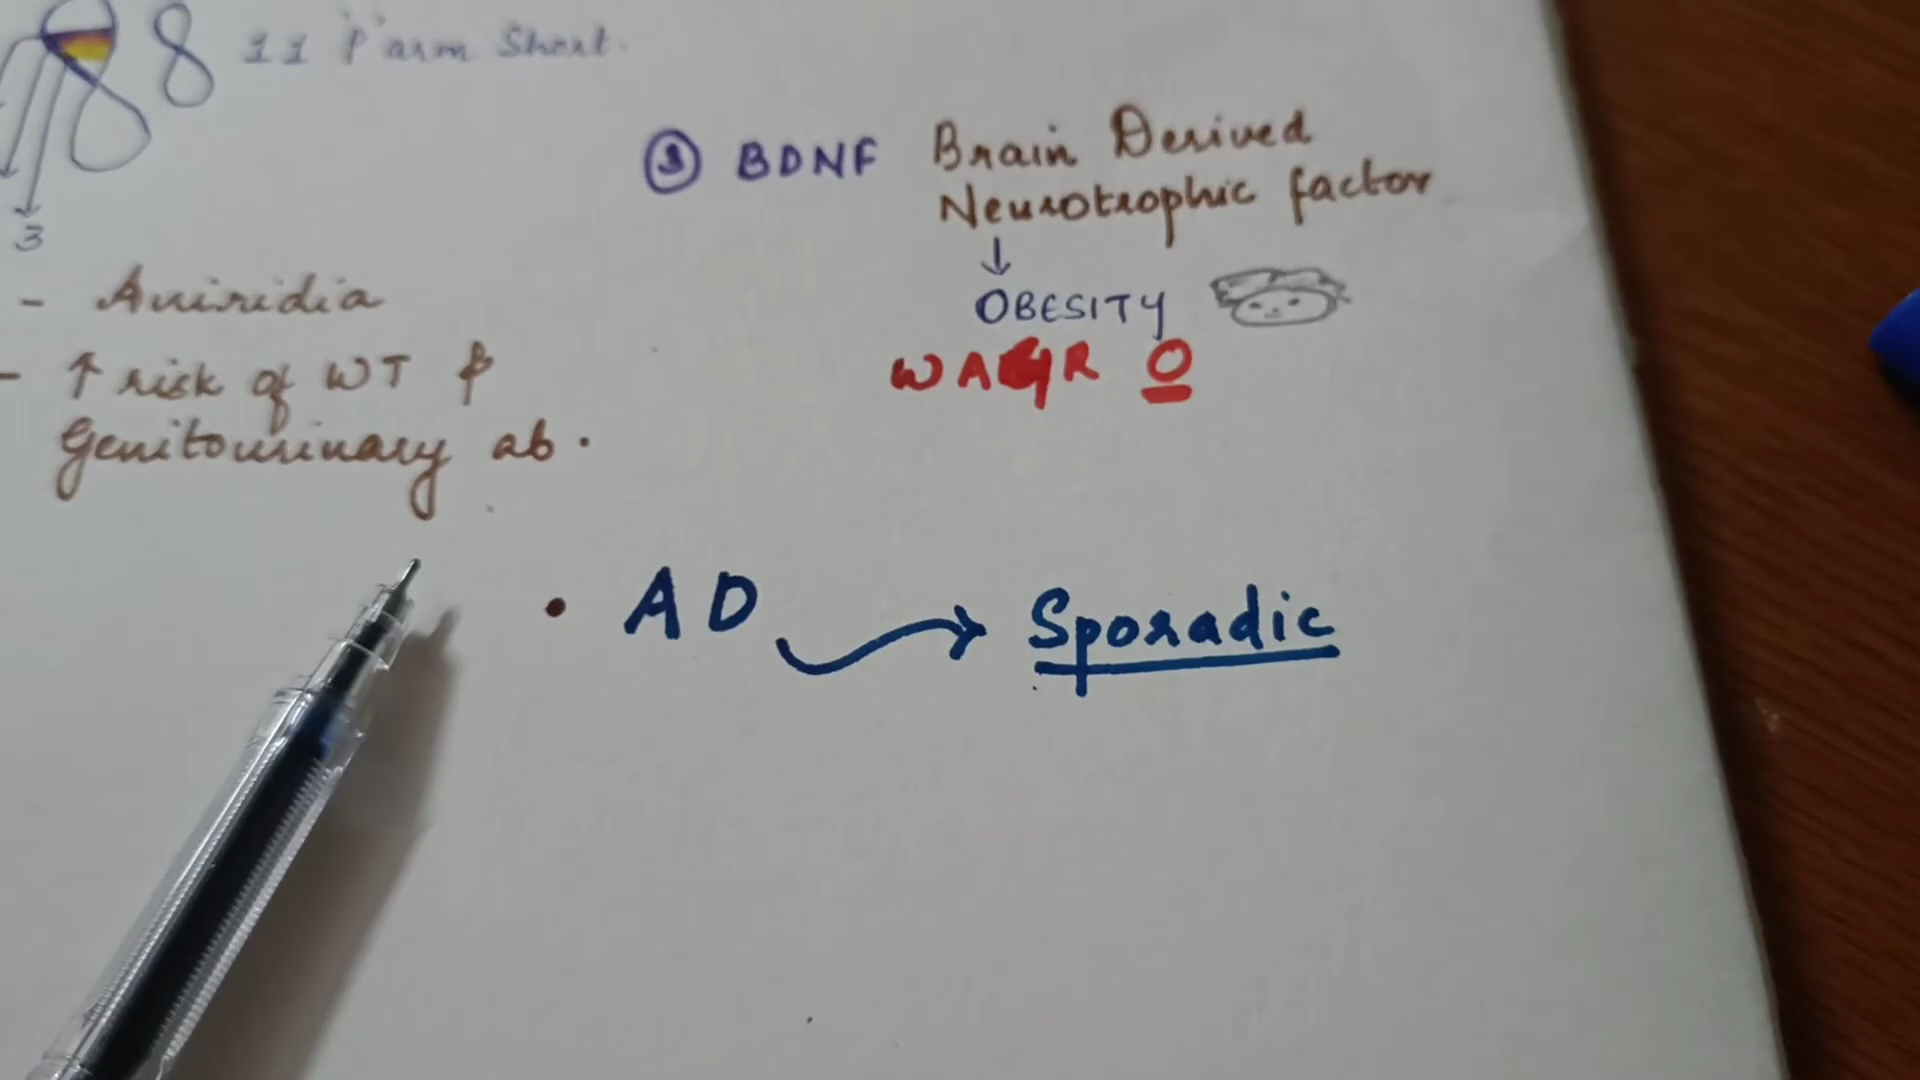 11 'P' arm Short.
3
③ BDNF Brain Derived
Neurotrophic factor
↓
OBESITY
WAGR O
- Aniridia
- ↑ risk of WT &
Genitourinary ab.
• AD → Sporadic